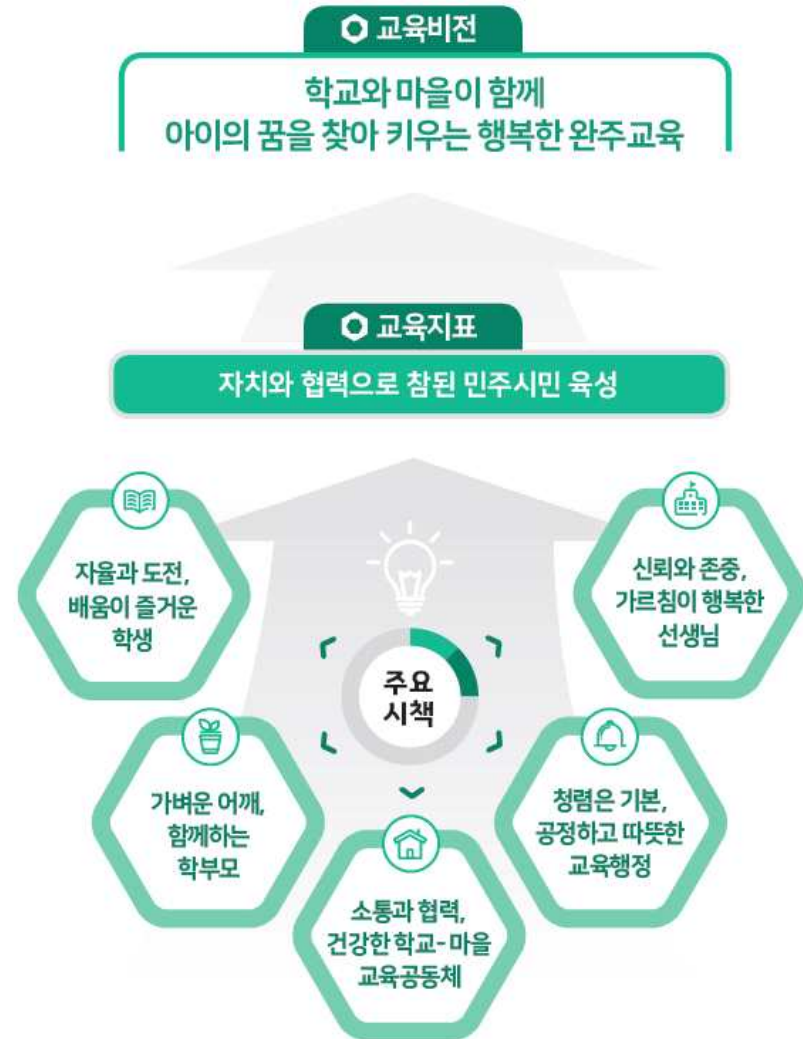 교육비전
학교와 마을이 함께
아이의 꿈을 찾아 키우는 행복한 완주교육
교육지표
자치와 협력으로 참된 민주시민 육성
자율과 도전,
배움이 즐거운
학생
신뢰와 존중,
가르침이 행복한
선생님
주요
시책
가벼운 어깨,
함께하는
학부모
청렴은 기본,
공정하고 따뜻한
교육행정
소통과 협력,
건강한 학교-마을
교육공동체